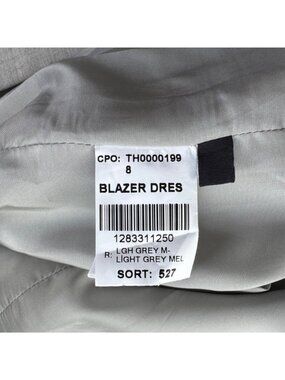 CPO: TH0000199
8
BLAZER DRES
1283311250
R: LGH GREY M-
LIGHT GREY MEL
SORT: 527